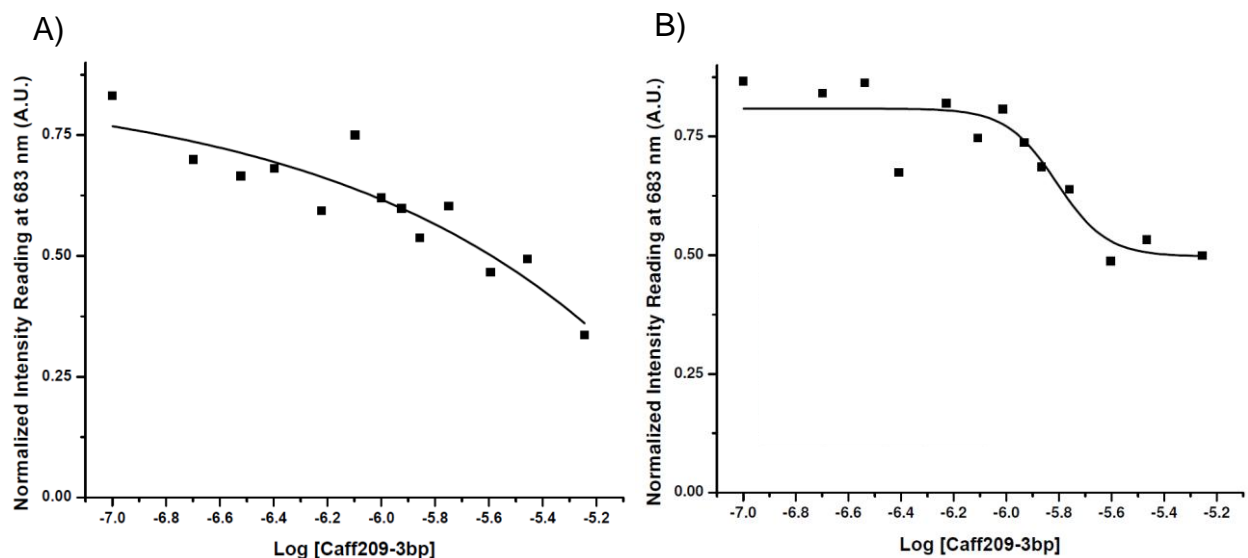 A)
Normalized Intensity Reading at 683 nm (A.U.)
0.75
0.50
0.25
0.00
-7.0 -6.8 -6.6 -6.4 -6.2 -6.0 -5.8 -5.6 -5.4 -5.2
Log [Caff209-3bp]
B)
Normalized Intensity Reading at 683 nm (A.U.)
0.75
0.50
0.25
0.00
-7.0 -6.8 -6.6 -6.4 -6.2 -6.0 -5.8 -5.6 -5.4 -5.2
Log [Caff209-3bp]